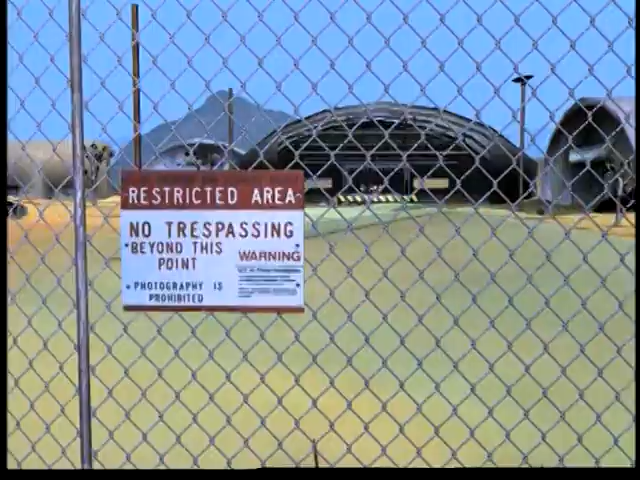 -RESTRICTED AREA-
NO TRESPASSING
*BEYOND THIS
POINT
WARNING
* PHOTOGRAPHY IS
PROHIBITED